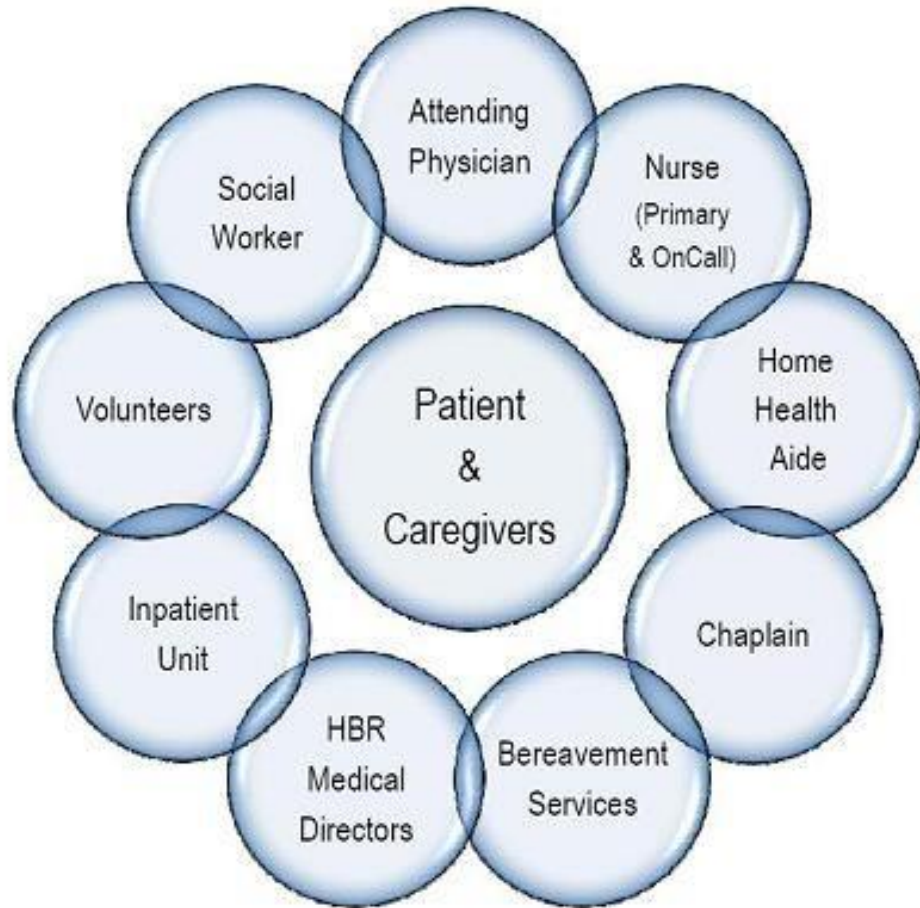 Attending
Physician
Nurse
(Primary
& OnCall)
Home
Health
Aide
Chaplain
Bereavement
Services
HBR
Medical
Directors
Inpatient
Unit
Volunteers
Social
Worker
Patient
&
Caregivers